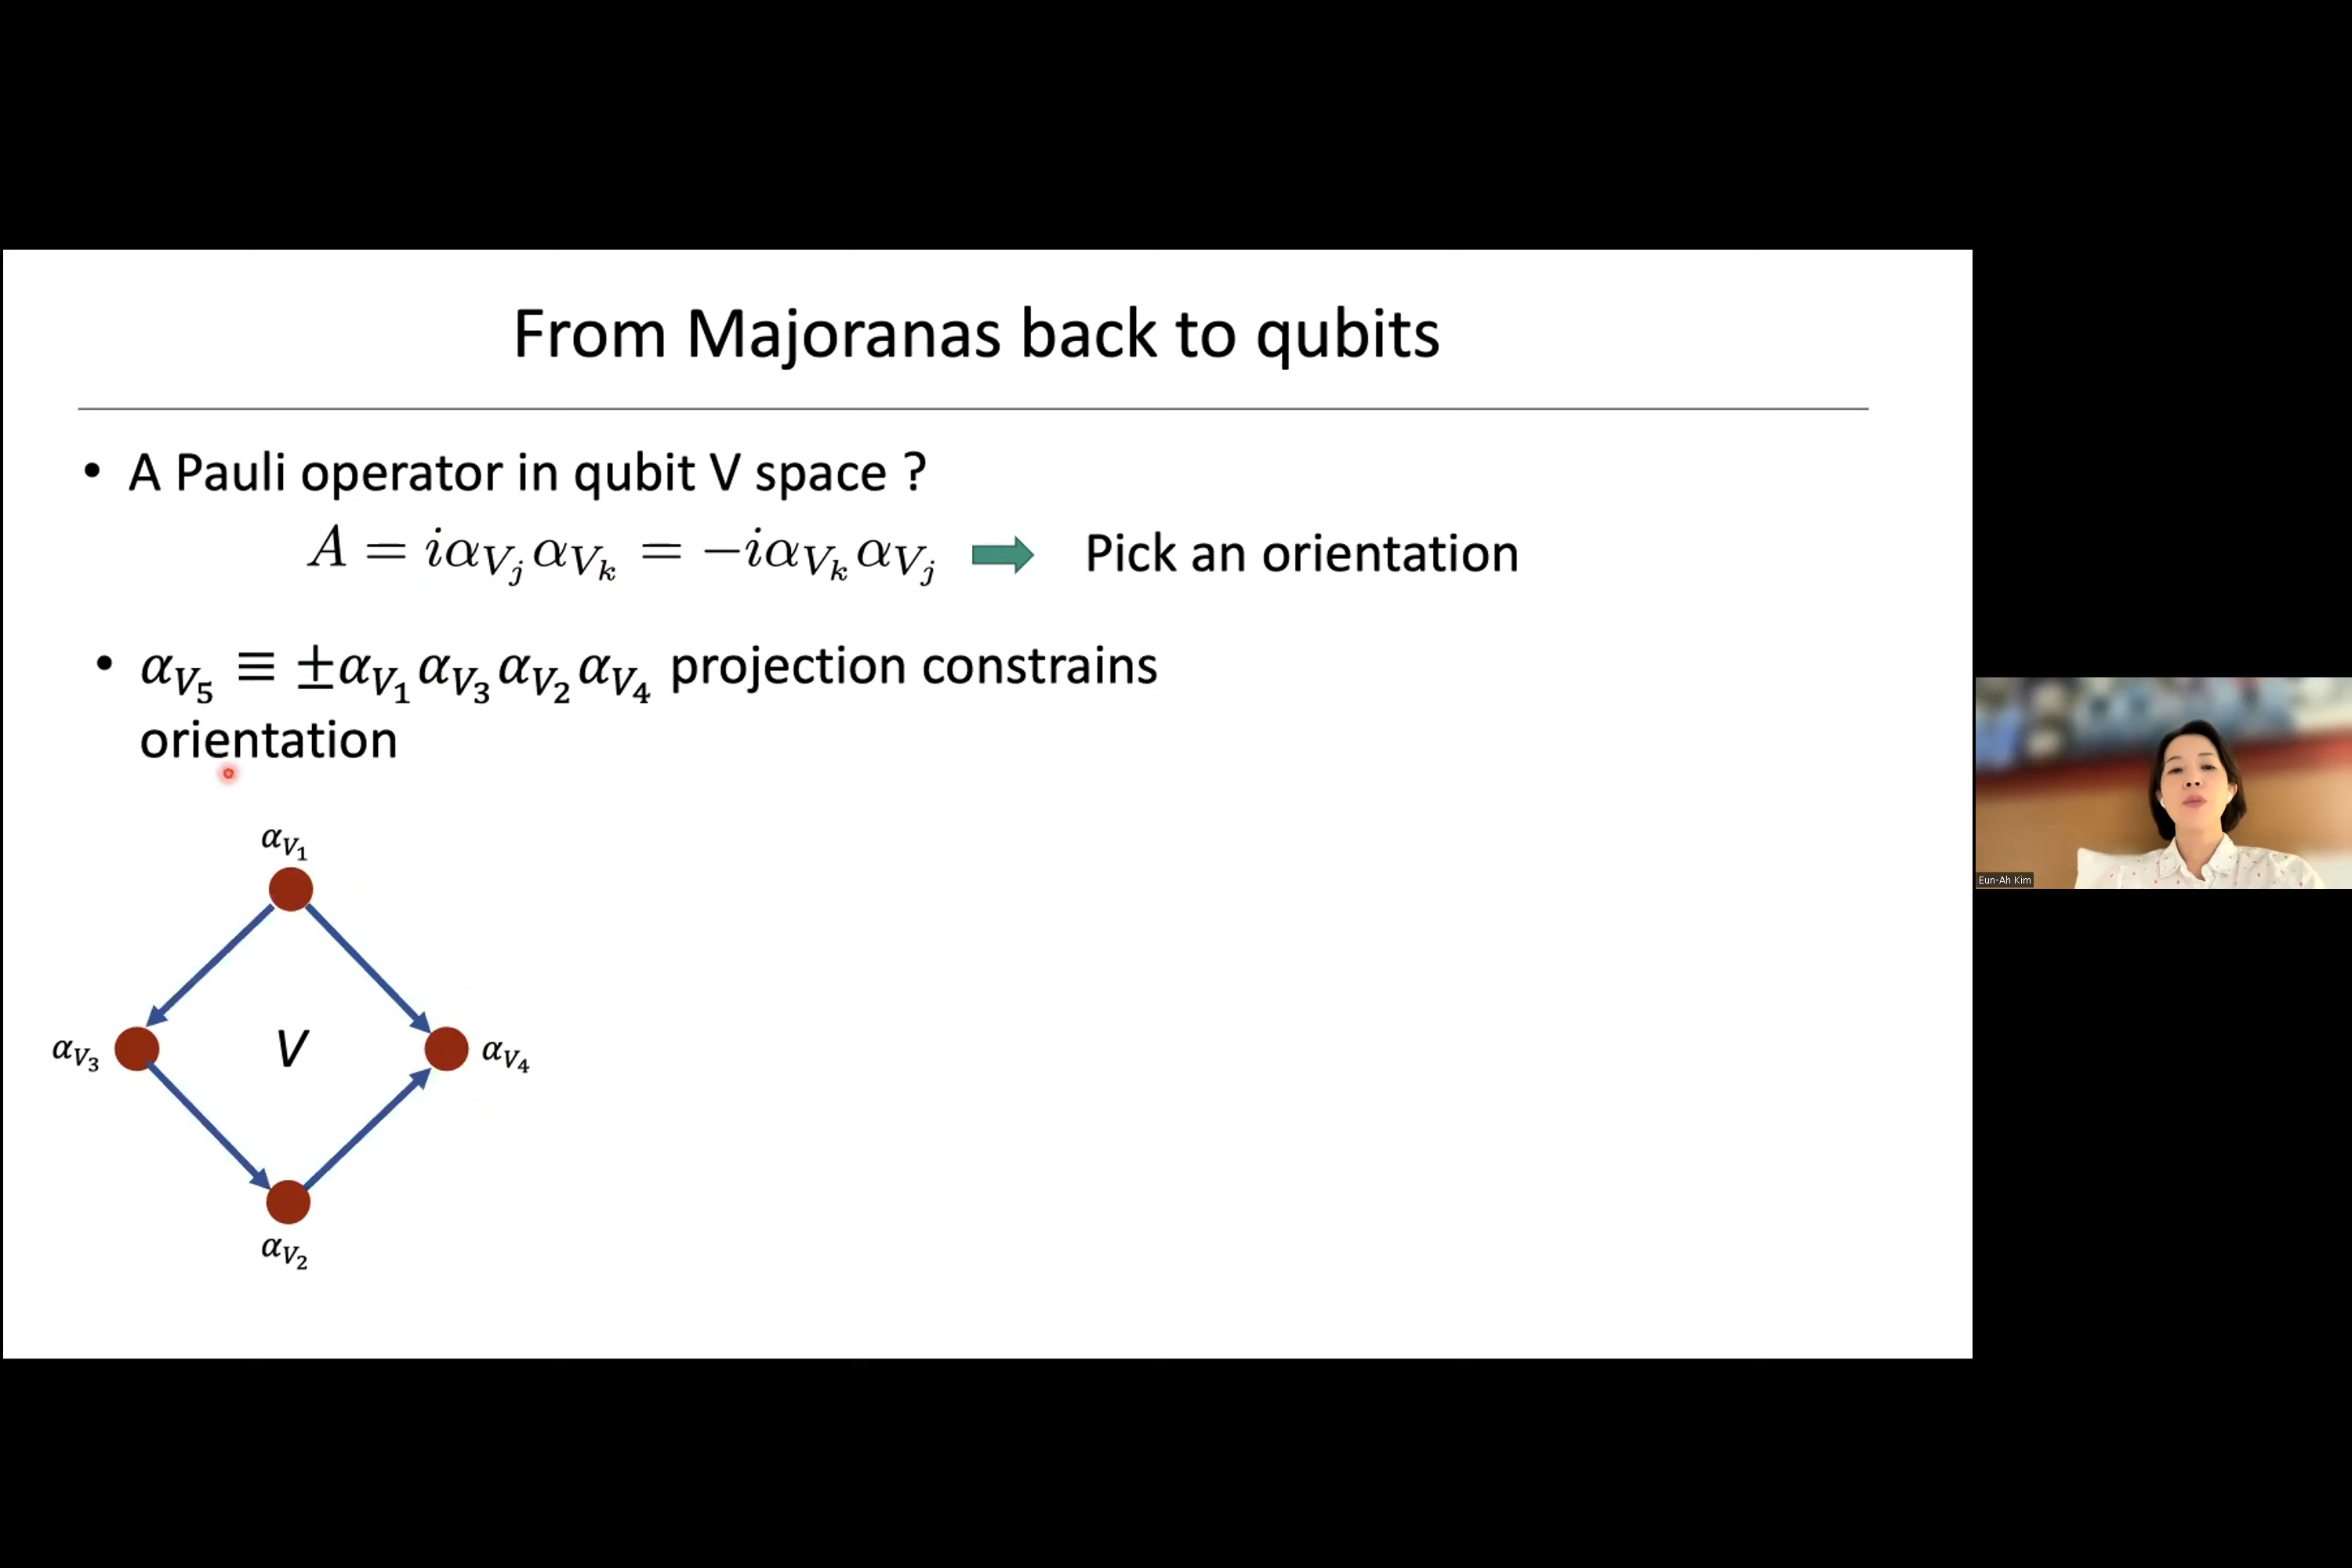 From Majoranas back to qubits
• A Pauli operator in qubit V space ?
A = iα_{V_j} α_{V_k} = −iα_{V_k} α_{V_j} Pick an orientation
• α_{V_5} ≡ ±α_{V_1} α_{V_3} α_{V_2} α_{V_4} projection constrains
orientation
α_{V_1}
α_{V_3}
V
α_{V_4}
α_{V_2}
Eun-Ah Kim